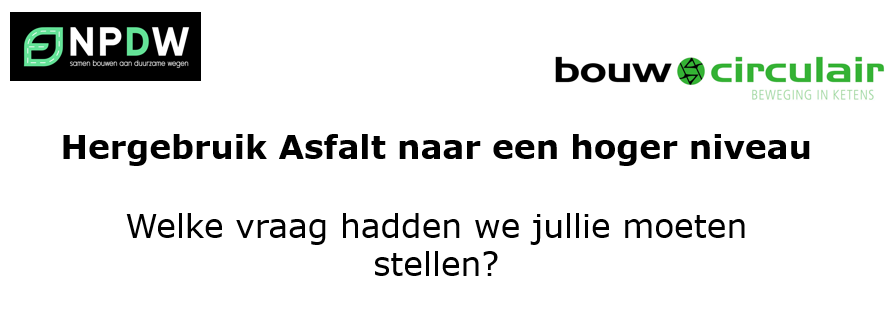 NPDW
samen bouwen aan duurzame wegen
bouw circulair
BEWEGING IN KETENS
Hergebruik Asfalt naar een hoger niveau
Welke vraag hadden we jullie moeten
stellen?